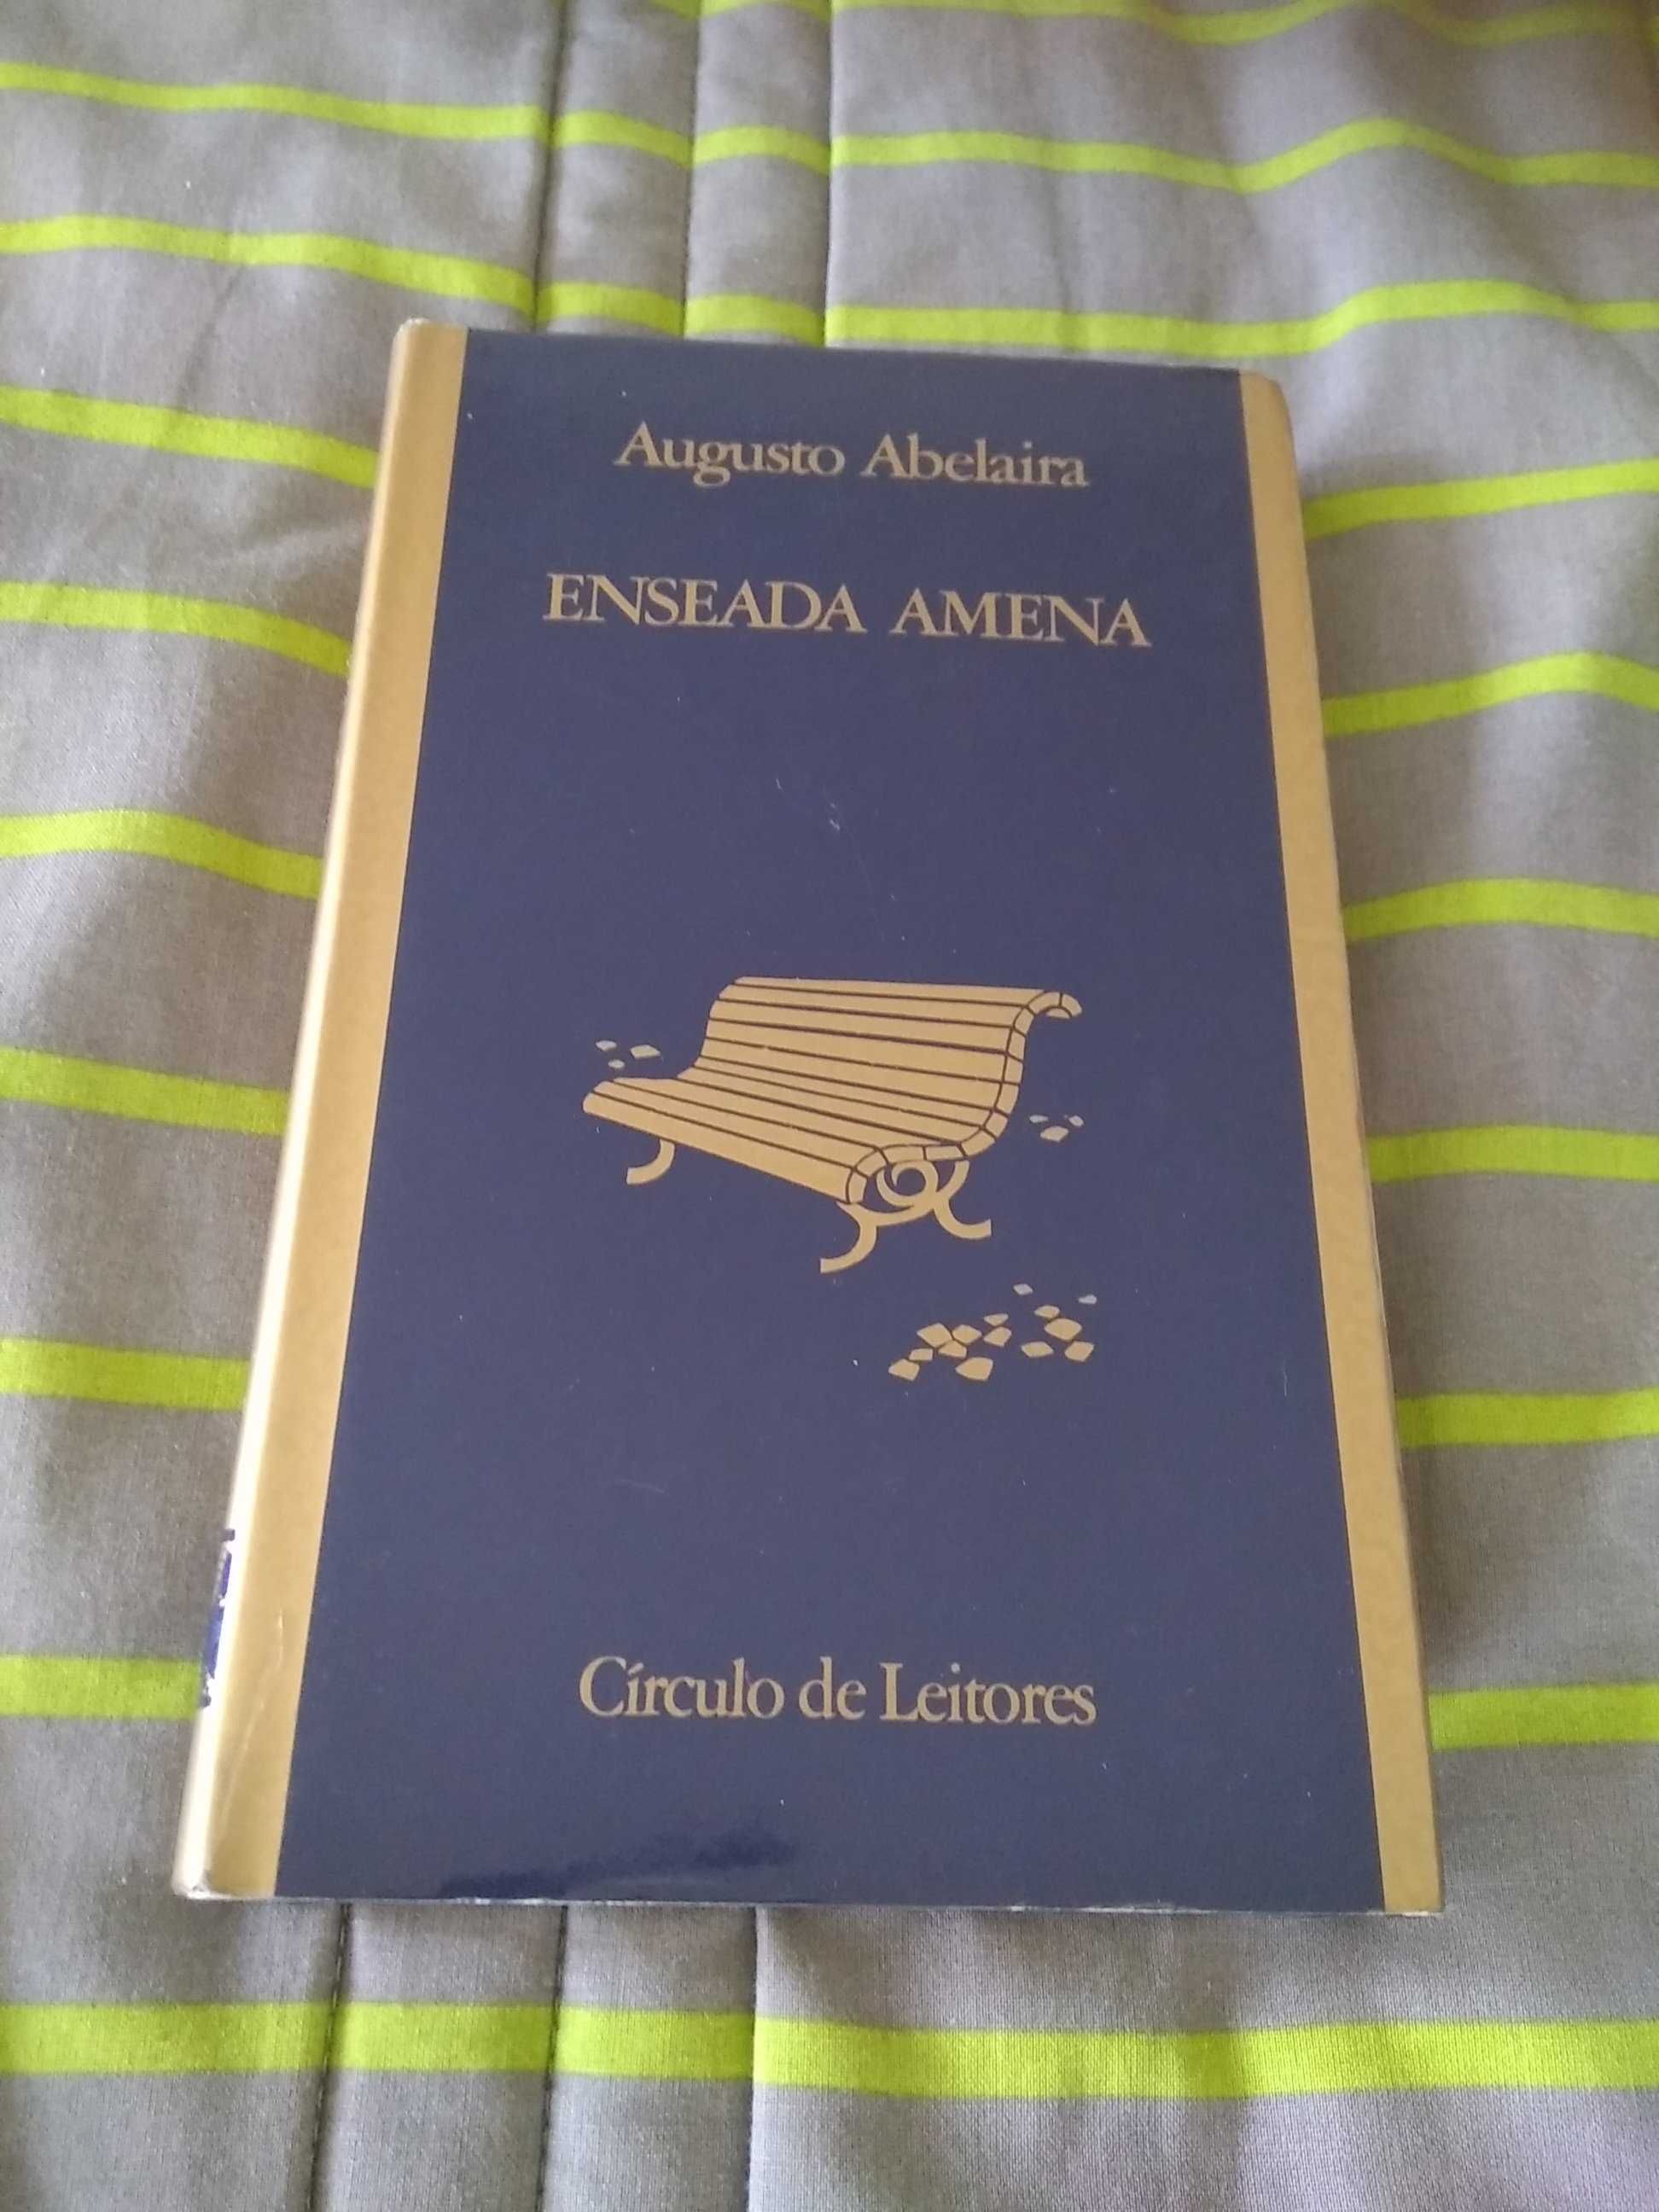 Augusto Abelaira
ENSEADA AMENA
Círculo de Leitores